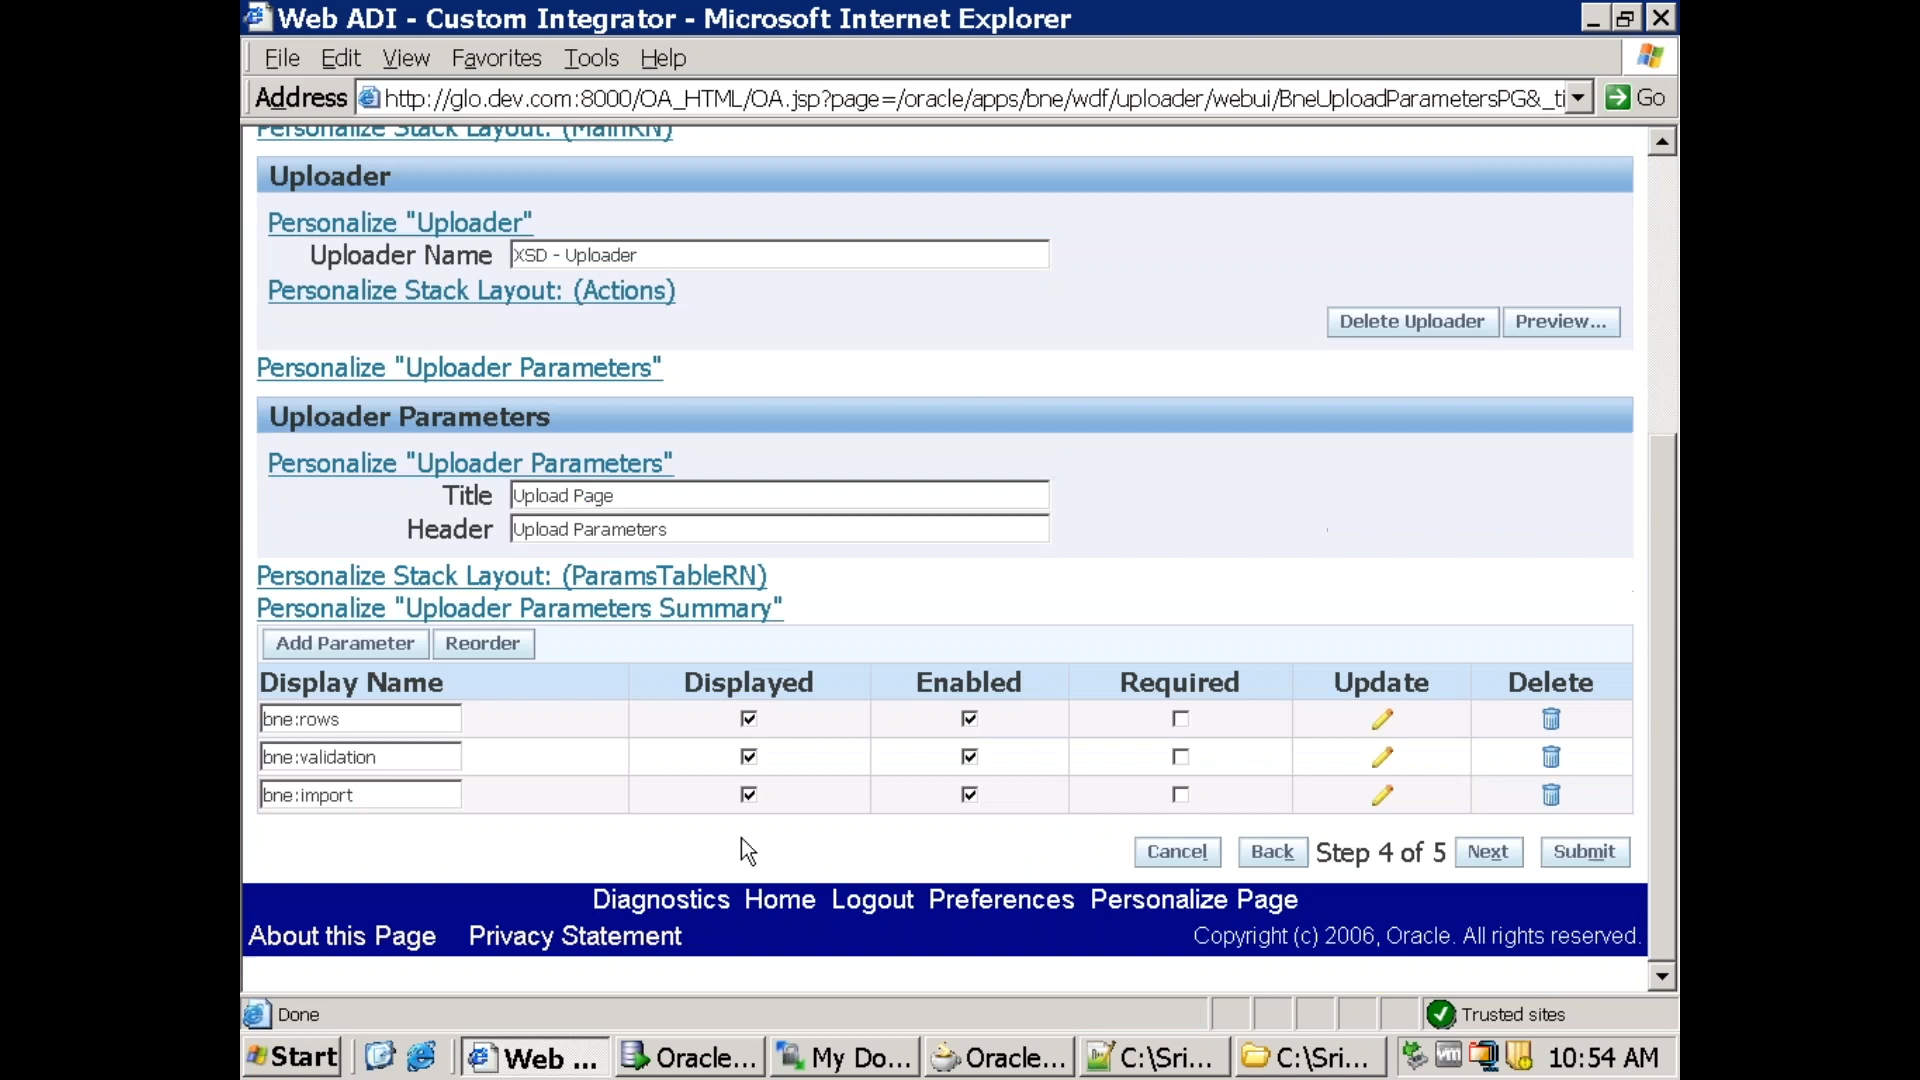 Web ADI - Custom Integrator - Microsoft Internet Explorer
File Edit View Favorites Tools Help
Address http://glo.dev.com:8000/OA_HTML/OA.jsp?page=/oracle/apps/bne/wdf/uploader/webui/BneUploadParametersPG&_ti Go
Personalize Stack Layout: (MainRN)
Uploader
Personalize "Uploader"
Uploader Name XSD - Uploader
Personalize Stack Layout: (Actions)
Delete Uploader Preview...
Personalize "Uploader Parameters"
Uploader Parameters
Personalize "Uploader Parameters"
Title Upload Page
Header Upload Parameters
Personalize Stack Layout: (ParamsTableRN)
Personalize "Uploader Parameters Summary"
Add Parameter Reorder
Display Name Displayed Enabled Required Update Delete
bne:rows
bne:validation
bne:import
Cancel Back Step 4 of 5 Next Submit
Diagnostics Home Logout Preferences Personalize Page
About this Page Privacy Statement Copyright (c) 2006, Oracle. All rights reserved.
Done Trusted sites
Start Web ... Oracle... My Do... Oracle... C:\Sri... C:\Sri... 10:54 AM